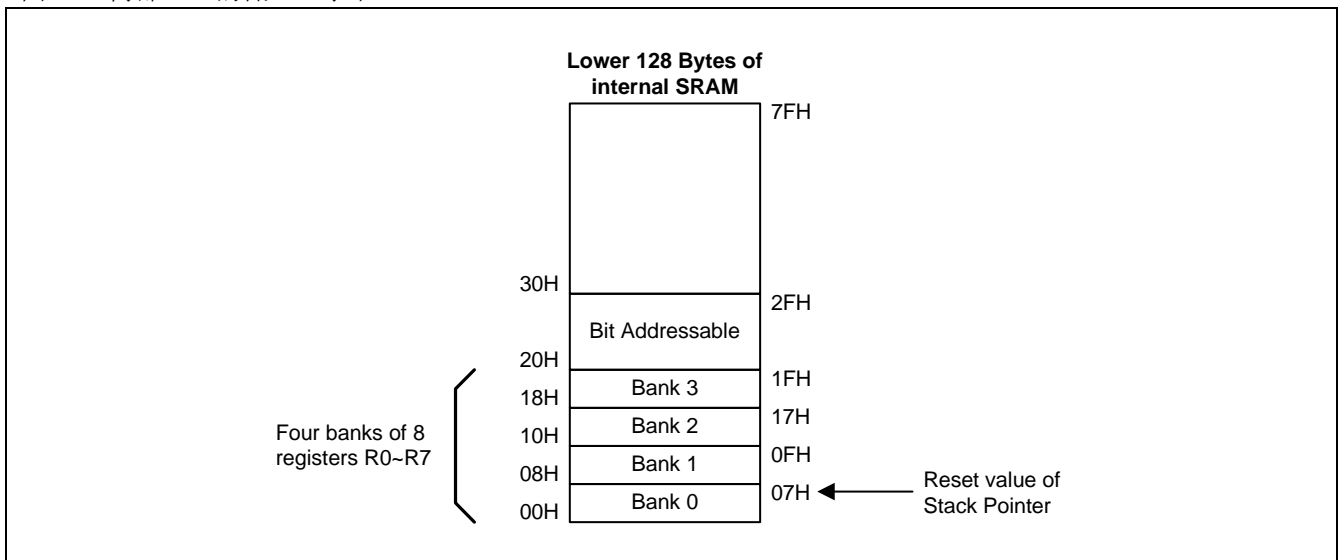 Lower 128 Bytes of
internal SRAM
7FH
30H
2FH
Bit Addressable
20H
1FH
Bank 3
18H
17H
Bank 2
10H
0FH
Bank 1
08H
07H
Bank 0
00H
Four banks of 8
registers R0~R7
Reset value of
Stack Pointer